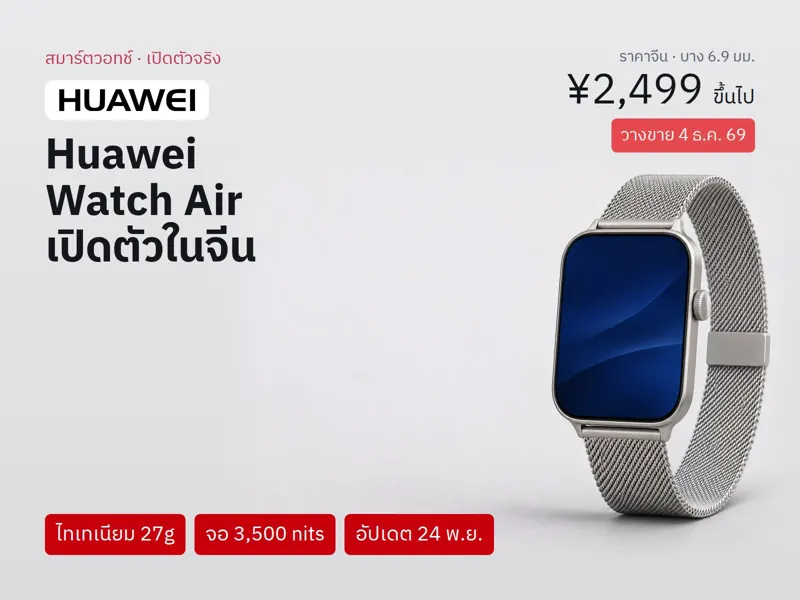 สมาร์ตวอทช์ · เปิดตัวจริง
HUAWEI
Huawei
Watch Air
เปิดตัวในจีน
ราคาจีน · บาง 6.9 มม.
¥2,499 ขึ้นไป
วางขาย 4 ธ.ค. 69
ไทเทเนียม 27g
จอ 3,500 nits
อัปเดต 24 พ.ย.